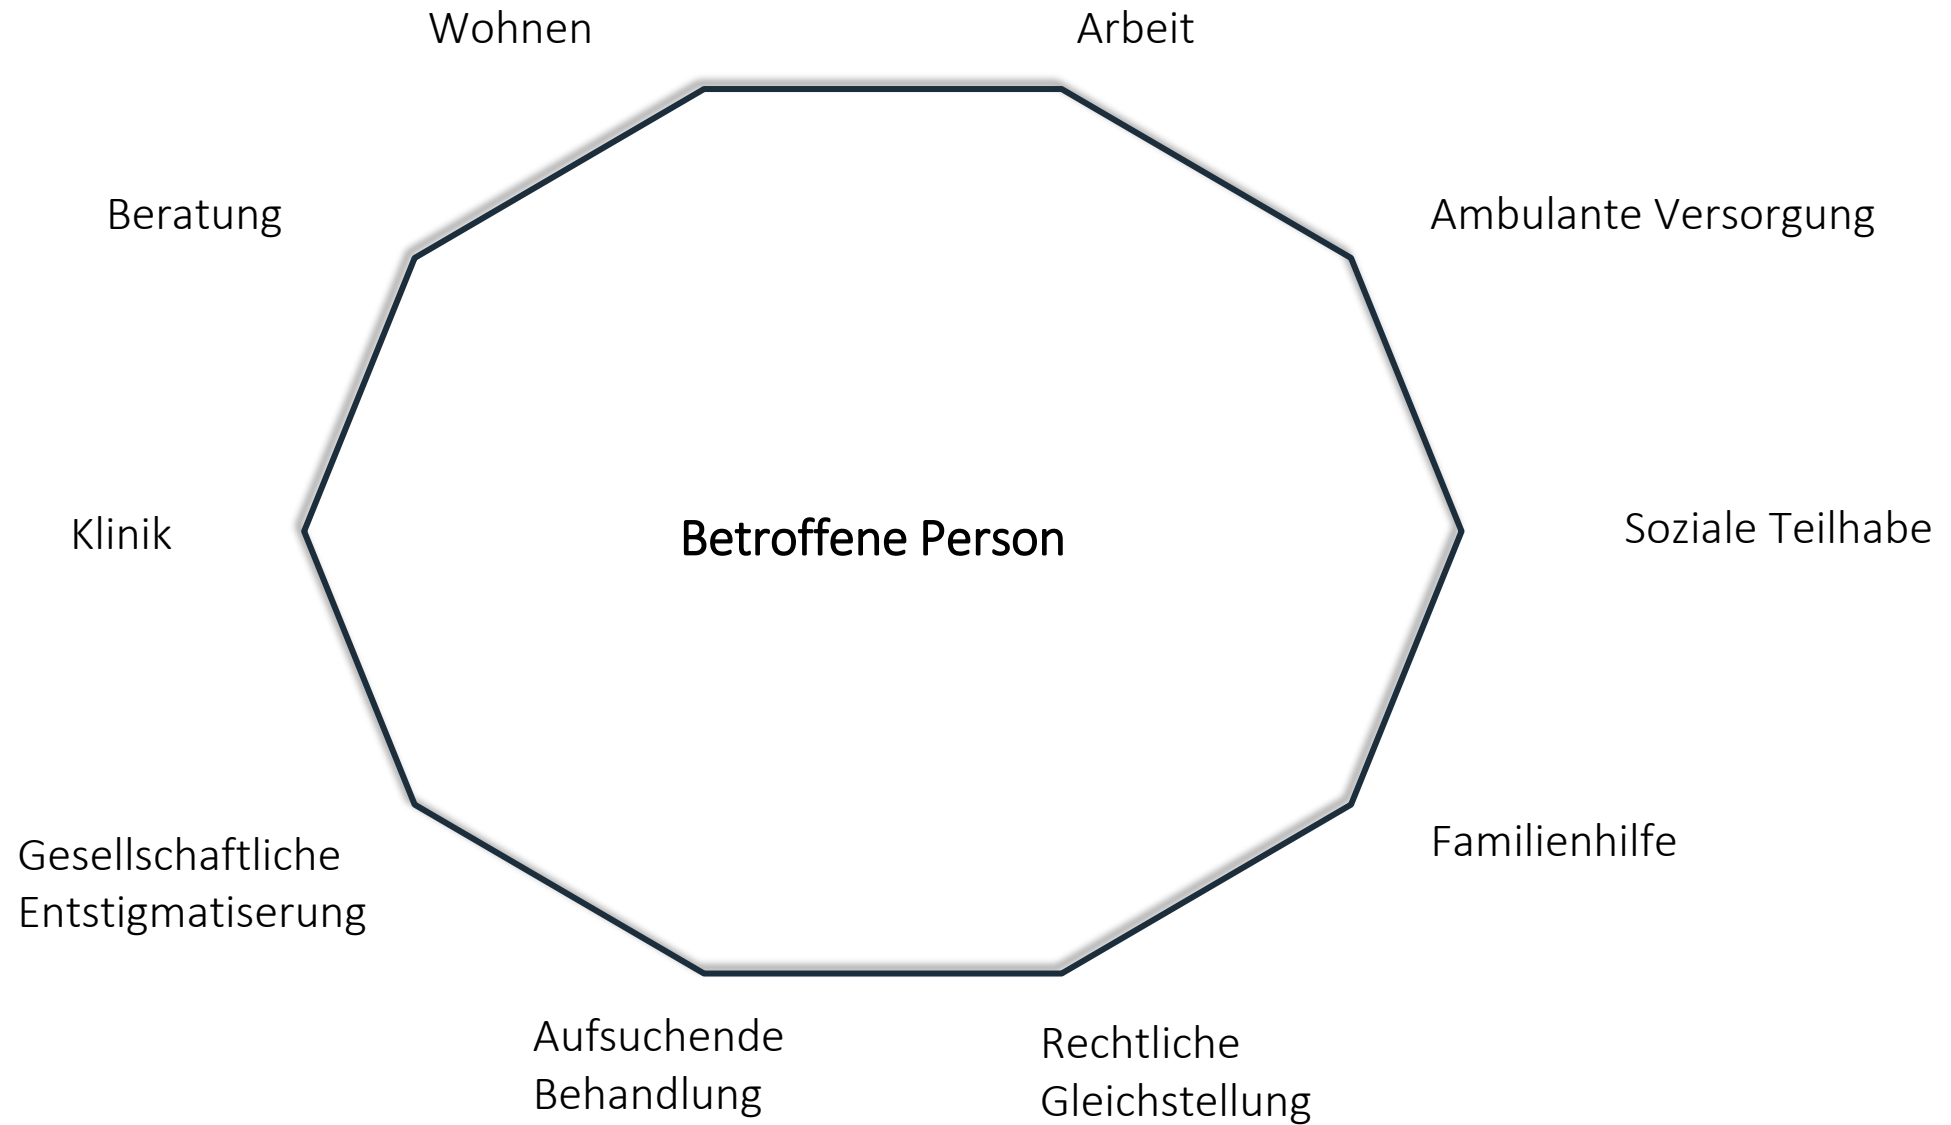 Wohnen
Arbeit
Beratung
Ambulante Versorgung
Klinik
Betroffene Person
Soziale Teilhabe
Gesellschaftliche
Entstigmatiserung
Familienhilfe
Aufsuchende
Behandlung
Rechtliche
Gleichstellung